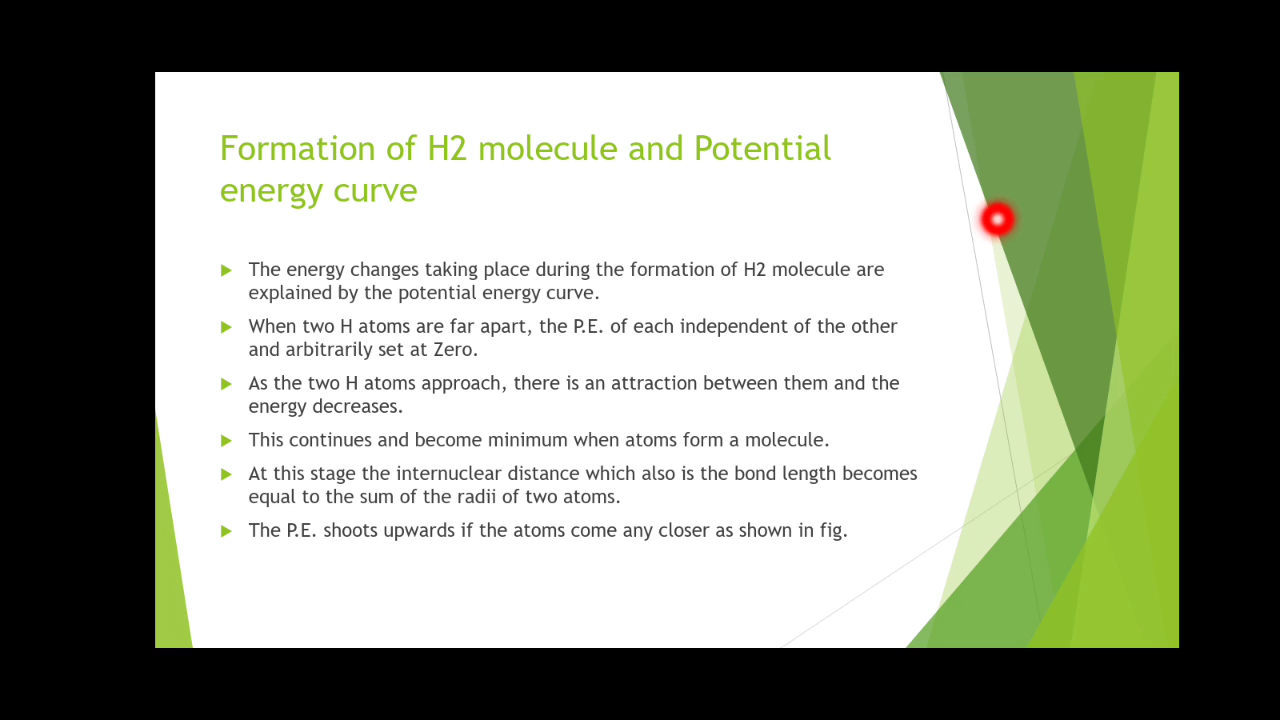 Formation of H2 molecule and Potential
energy curve
The energy changes taking place during the formation of H2 molecule are
explained by the potential energy curve.
When two H atoms are far apart, the P.E. of each independent of the other
and arbitrarily set at Zero.
As the two H atoms approach, there is an attraction between them and the
energy decreases.
This continues and become minimum when atoms form a molecule.
At this stage the internuclear distance which also is the bond length becomes
equal to the sum of the radii of two atoms.
The P.E. shoots upwards if the atoms come any closer as shown in fig.